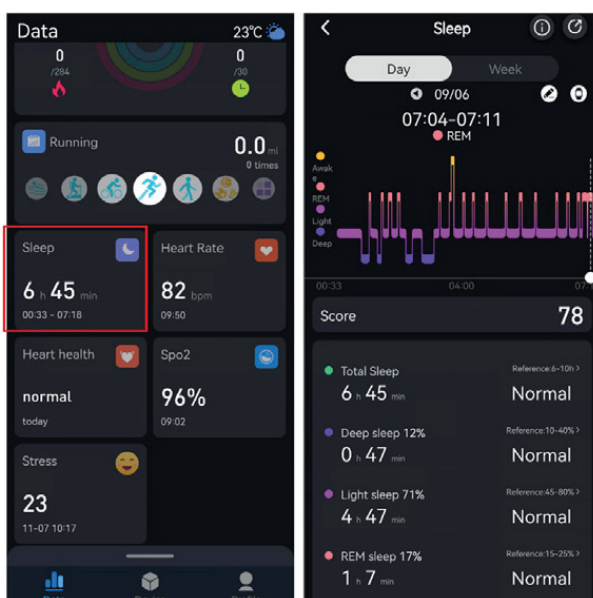 Data
23°C
0
/284
0
/30
Running
0.0 mi
0 times
Sleep
6 h 45 min
00:33 - 07:18
Heart Rate
82 bpm
09:50
Heart health
normal
today
Spo2
96%
09:02
Stress
23
11-07 10:17
Sleep
Day
Week
09/06
07:04-07:11
REM
Awak
e
REM
Light
Deep
00:33
04:00
07:
Score
78
Total Sleep
Reference:6-10h >
6 h 45 min
Normal
Deep sleep 12%
Reference:10-40% >
0 h 47 min
Normal
Light sleep 71%
Reference:45-80% >
4 h 47 min
Normal
REM sleep 17%
Reference:15-25% >
1 h 7 min
Normal